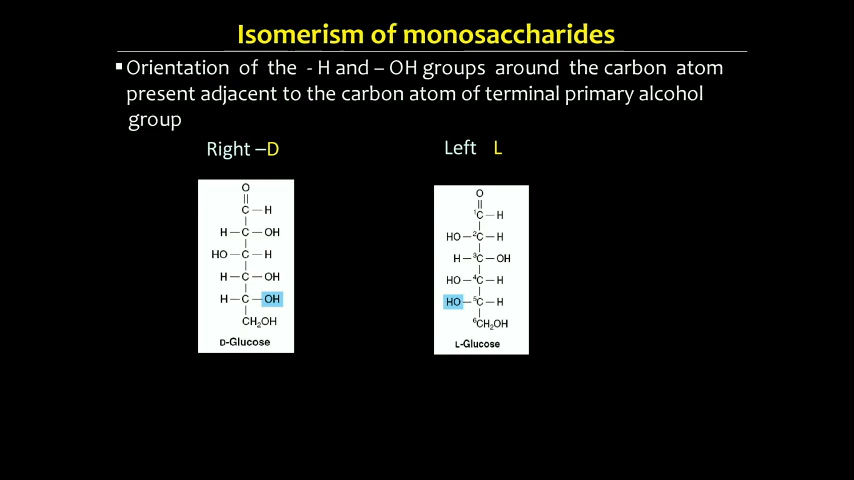 Isomerism of monosaccharides
▪Orientation of the - H and – OH groups around the carbon atom
present adjacent to the carbon atom of terminal primary alcohol
group
Right –D
O
C – H
H – C – OH
HO – C – H
H – C – OH
H – C – OH
CH₂OH
D-Glucose
Left L
O
¹C – H
HO – ²C – H
H – ³C – OH
HO – ⁴C – H
HO – ⁵C – H
⁶CH₂OH
L-Glucose